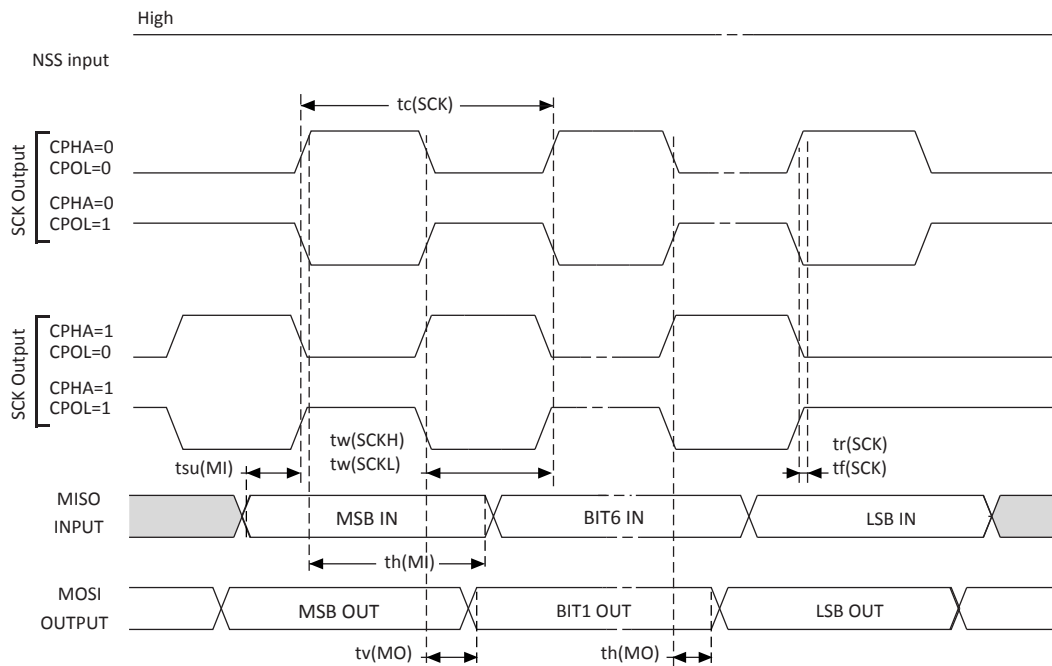 High
NSS input
tc(SCK)
SCK Output
CPHA=0
CPOL=0
CPHA=0
CPOL=1
SCK Output
CPHA=1
CPOL=0
CPHA=1
CPOL=1
tw(SCKH)
tw(SCKL)
tr(SCK)
tf(SCK)
tsu(MI)
MISO
INPUT
MSB IN
BIT6 IN
LSB IN
th(MI)
MOSI
OUTPUT
MSB OUT
BIT1 OUT
LSB OUT
tv(MO)
th(MO)